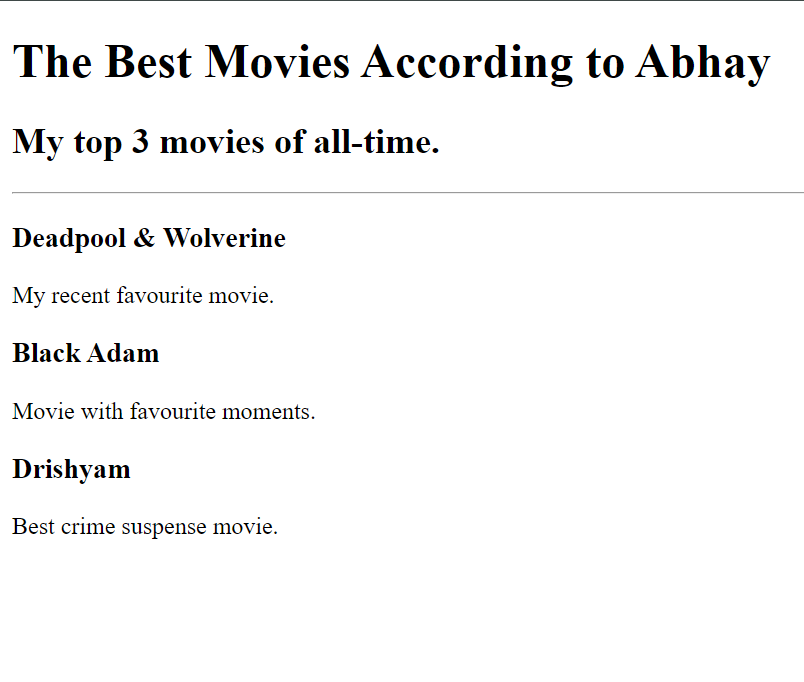 The Best Movies According to Abhay
My top 3 movies of all-time.
Deadpool & Wolverine
My recent favourite movie.
Black Adam
Movie with favourite moments.
Drishyam
Best crime suspense movie.